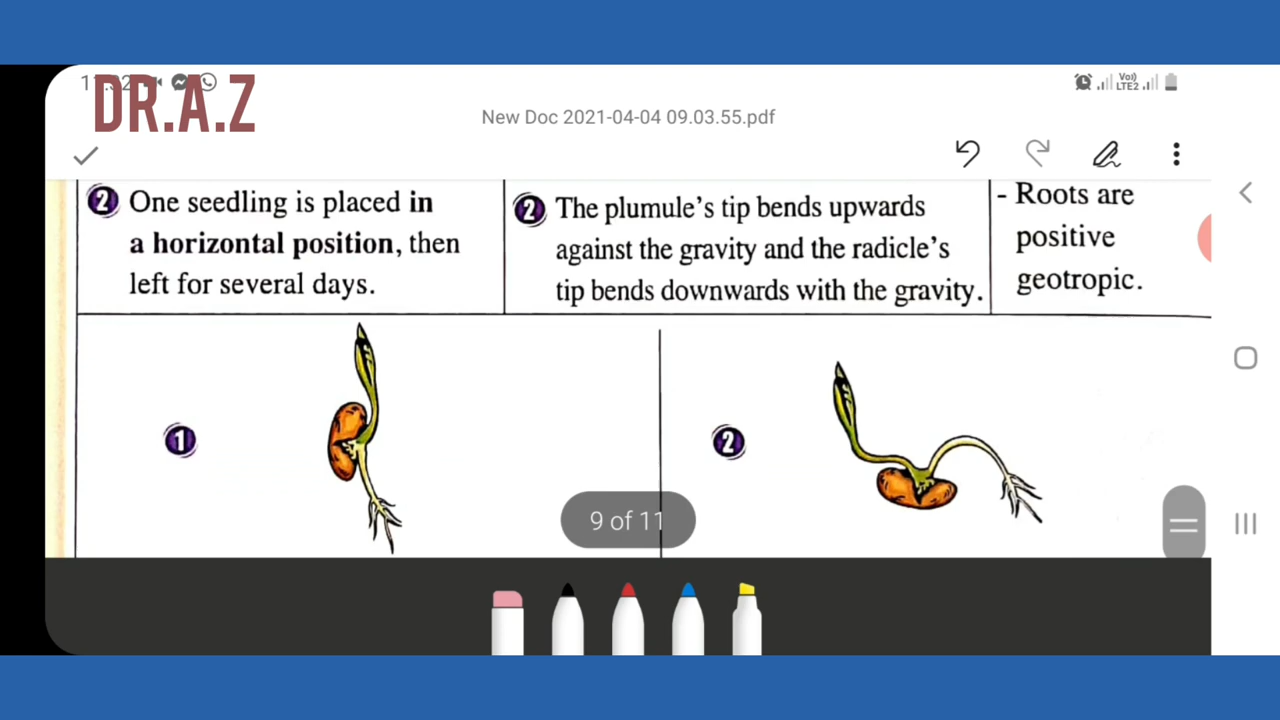 DR.A.Z
VoI)
LTE2
New Doc 2021-04-04 09.03.55.pdf
2 One seedling is placed in
a horizontal position, then
left for several days.
2 The plumule's tip bends upwards
against the gravity and the radicle's
tip bends downwards with the gravity.
- Roots are
positive
geotropic.
1
2
9 of 11